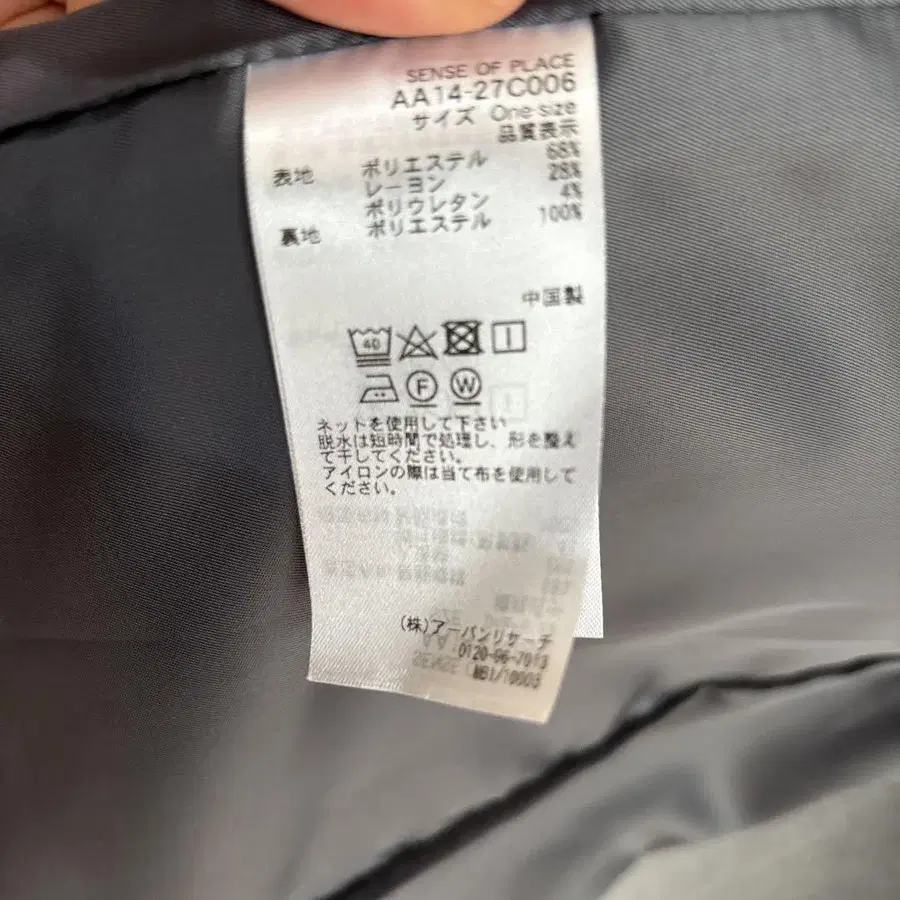 SENSE OF PLACE
AA14-27C006
サイズ One size
品質表示
表地 ポリエステル 68%
レーヨン 28%
ポリウレタン 4%
裏地 ポリエステル 100%
中国製
40
F W
ネットを使用して下さい
脱水は短時間で処理し、形を整え
て干してください。
アイロンの際は当て布を使用して
ください。
(株)アーバンリサーチ
0120-96-7013
MB1/10003